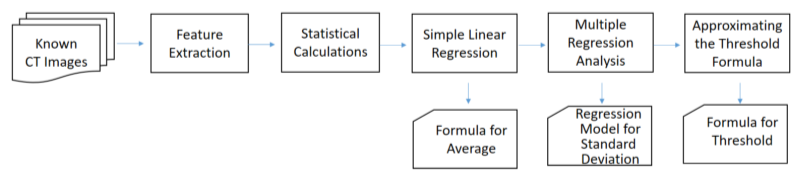 Known
CT Images
Feature
Extraction
Statistical
Calculations
Simple Linear
Regression
Multiple
Regression
Analysis
Approximating
the Threshold
Formula
Formula for
Average
Regression
Model for
Standard
Deviation
Formula for
Threshold